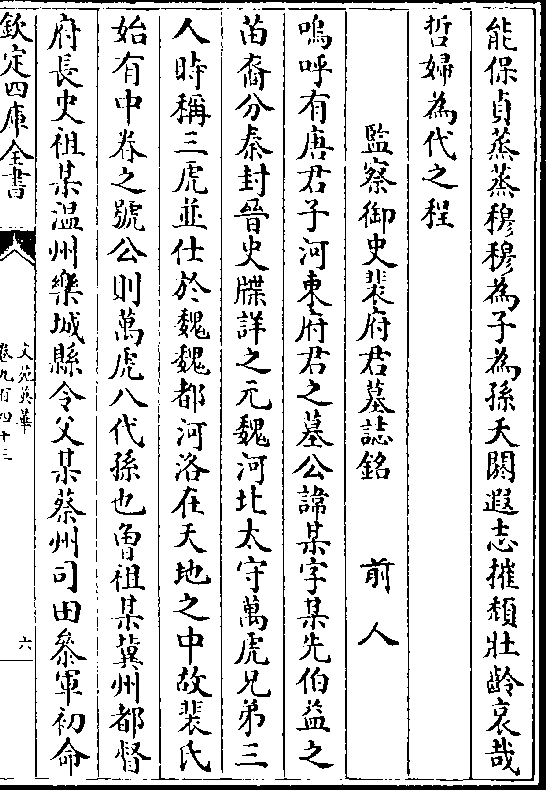 能保貞蒸蒸穆穆為子為孫天閼遐志摧頽壯齡哀哉
哲婦為代之程
監察御史裴府君墓誌銘 前人
嗚呼有唐君子河東府君之墓公諱某字某先伯益之
苗裔分秦封晉史牒詳之元魏河北太守萬虎兄弟三
人時稱三虎並仕於魏魏都河洛在天地之中故裴氏
始有中眷之號公則萬虎八代孫也曽祖某冀州都督
府長史祖某温州樂城縣令父某蔡州司田叅軍初命
欽定四庫全書
文苑英華
卷九百四十三
六